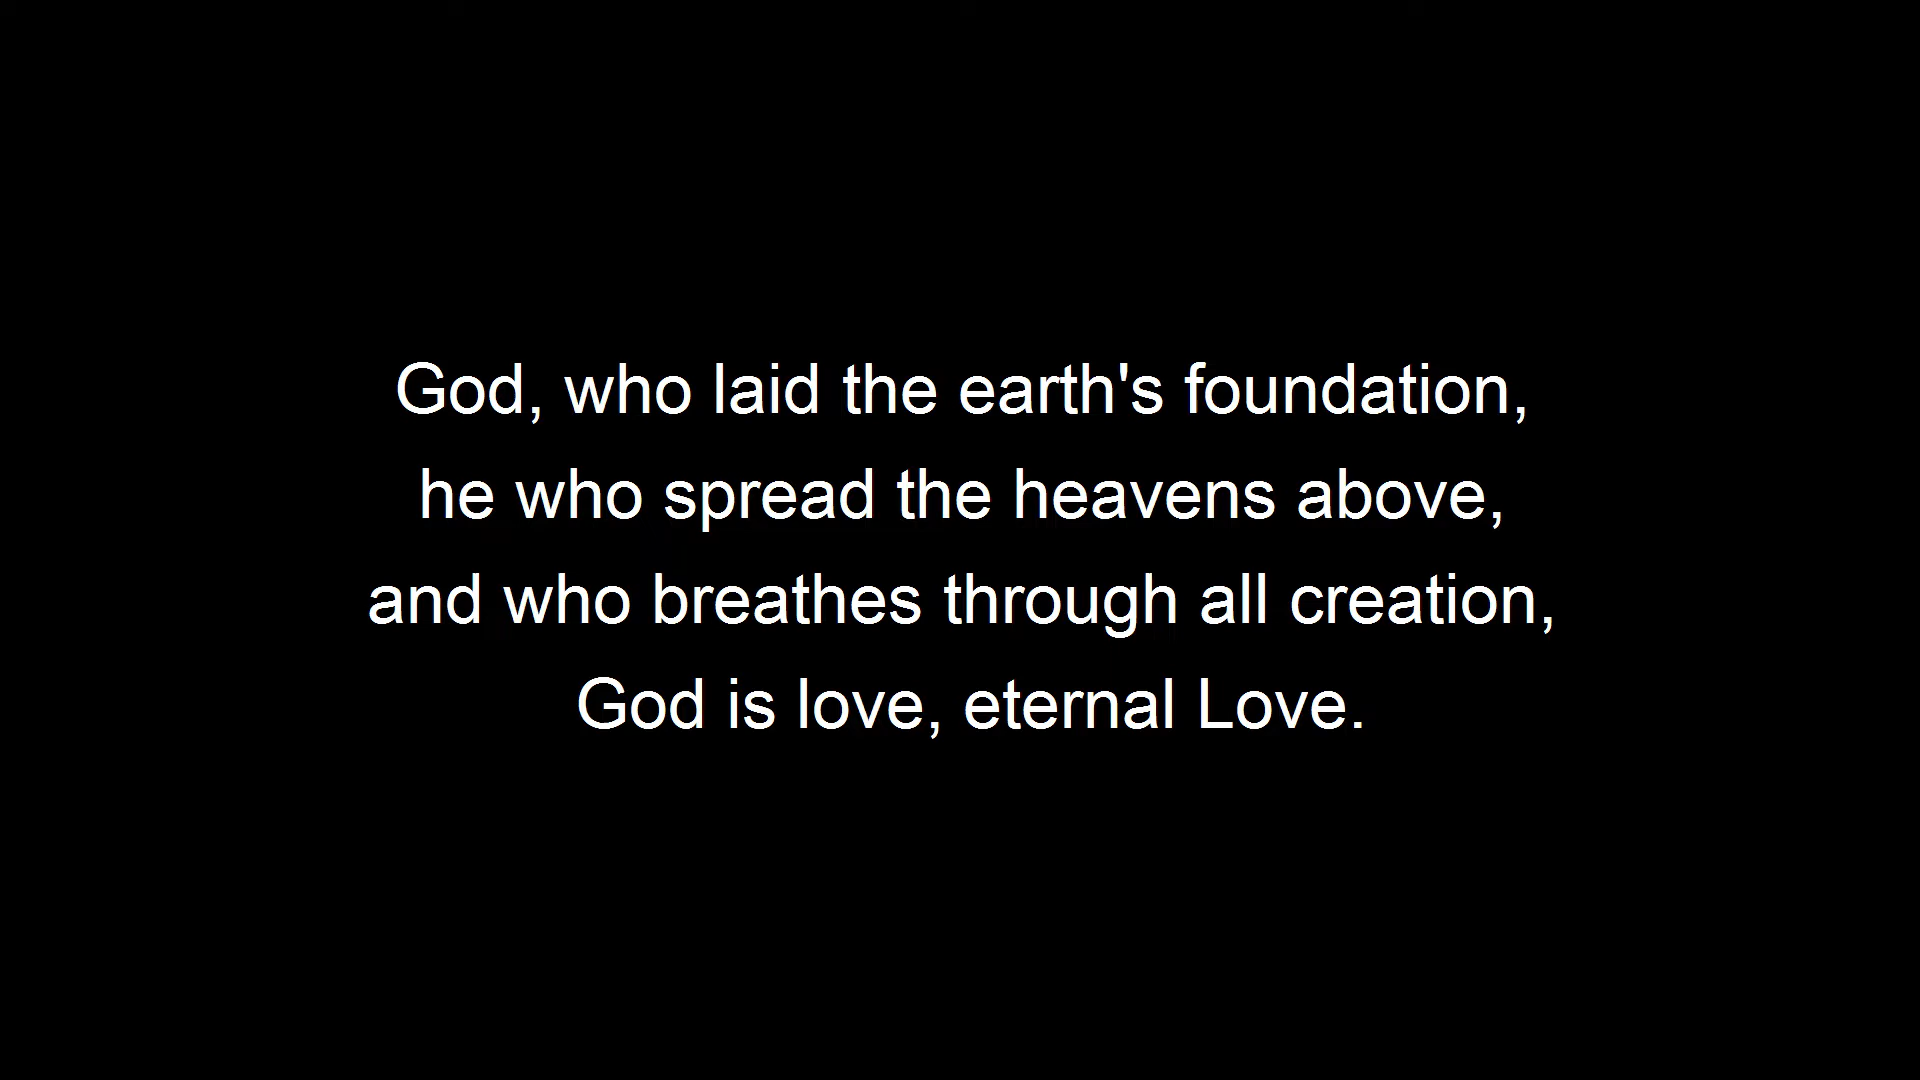 God, who laid the earth's foundation,
he who spread the heavens above,
and who breathes through all creation,
God is love, eternal Love.